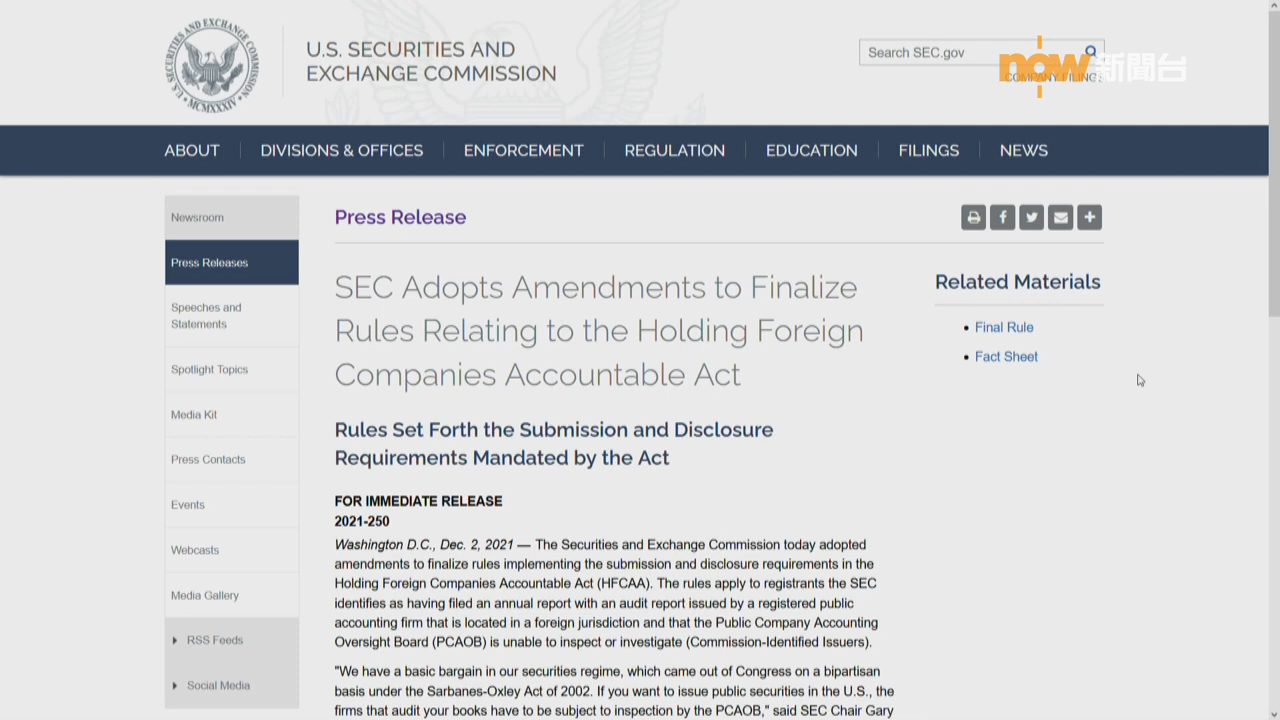 U.S. SECURITIES AND EXCHANGE COMMISSION
MCMXXXIV
U.S. SECURITIES AND
EXCHANGE COMMISSION
Search SEC.gov
COMPANY FILINGS
now 新聞台
ABOUT
DIVISIONS & OFFICES
ENFORCEMENT
REGULATION
EDUCATION
FILINGS
NEWS
Newsroom
Press Releases
Speeches and
Statements
Spotlight Topics
Media Kit
Press Contacts
Events
Webcasts
Media Gallery
RSS Feeds
Social Media
Press Release
SEC Adopts Amendments to Finalize
Rules Relating to the Holding Foreign
Companies Accountable Act
Rules Set Forth the Submission and Disclosure
Requirements Mandated by the Act
FOR IMMEDIATE RELEASE
2021-250
Washington D.C., Dec. 2, 2021 — The Securities and Exchange Commission today adopted
amendments to finalize rules implementing the submission and disclosure requirements in the
Holding Foreign Companies Accountable Act (HFCAA). The rules apply to registrants the SEC
identifies as having filed an annual report with an audit report issued by a registered public
accounting firm that is located in a foreign jurisdiction and that the Public Company Accounting
Oversight Board (PCAOB) is unable to inspect or investigate (Commission-Identified Issuers).
"We have a basic bargain in our securities regime, which came out of Congress on a bipartisan
basis under the Sarbanes-Oxley Act of 2002. If you want to issue public securities in the U.S., the
firms that audit your books have to be subject to inspection by the PCAOB," said SEC Chair Gary
Related Materials
Final Rule
Fact Sheet